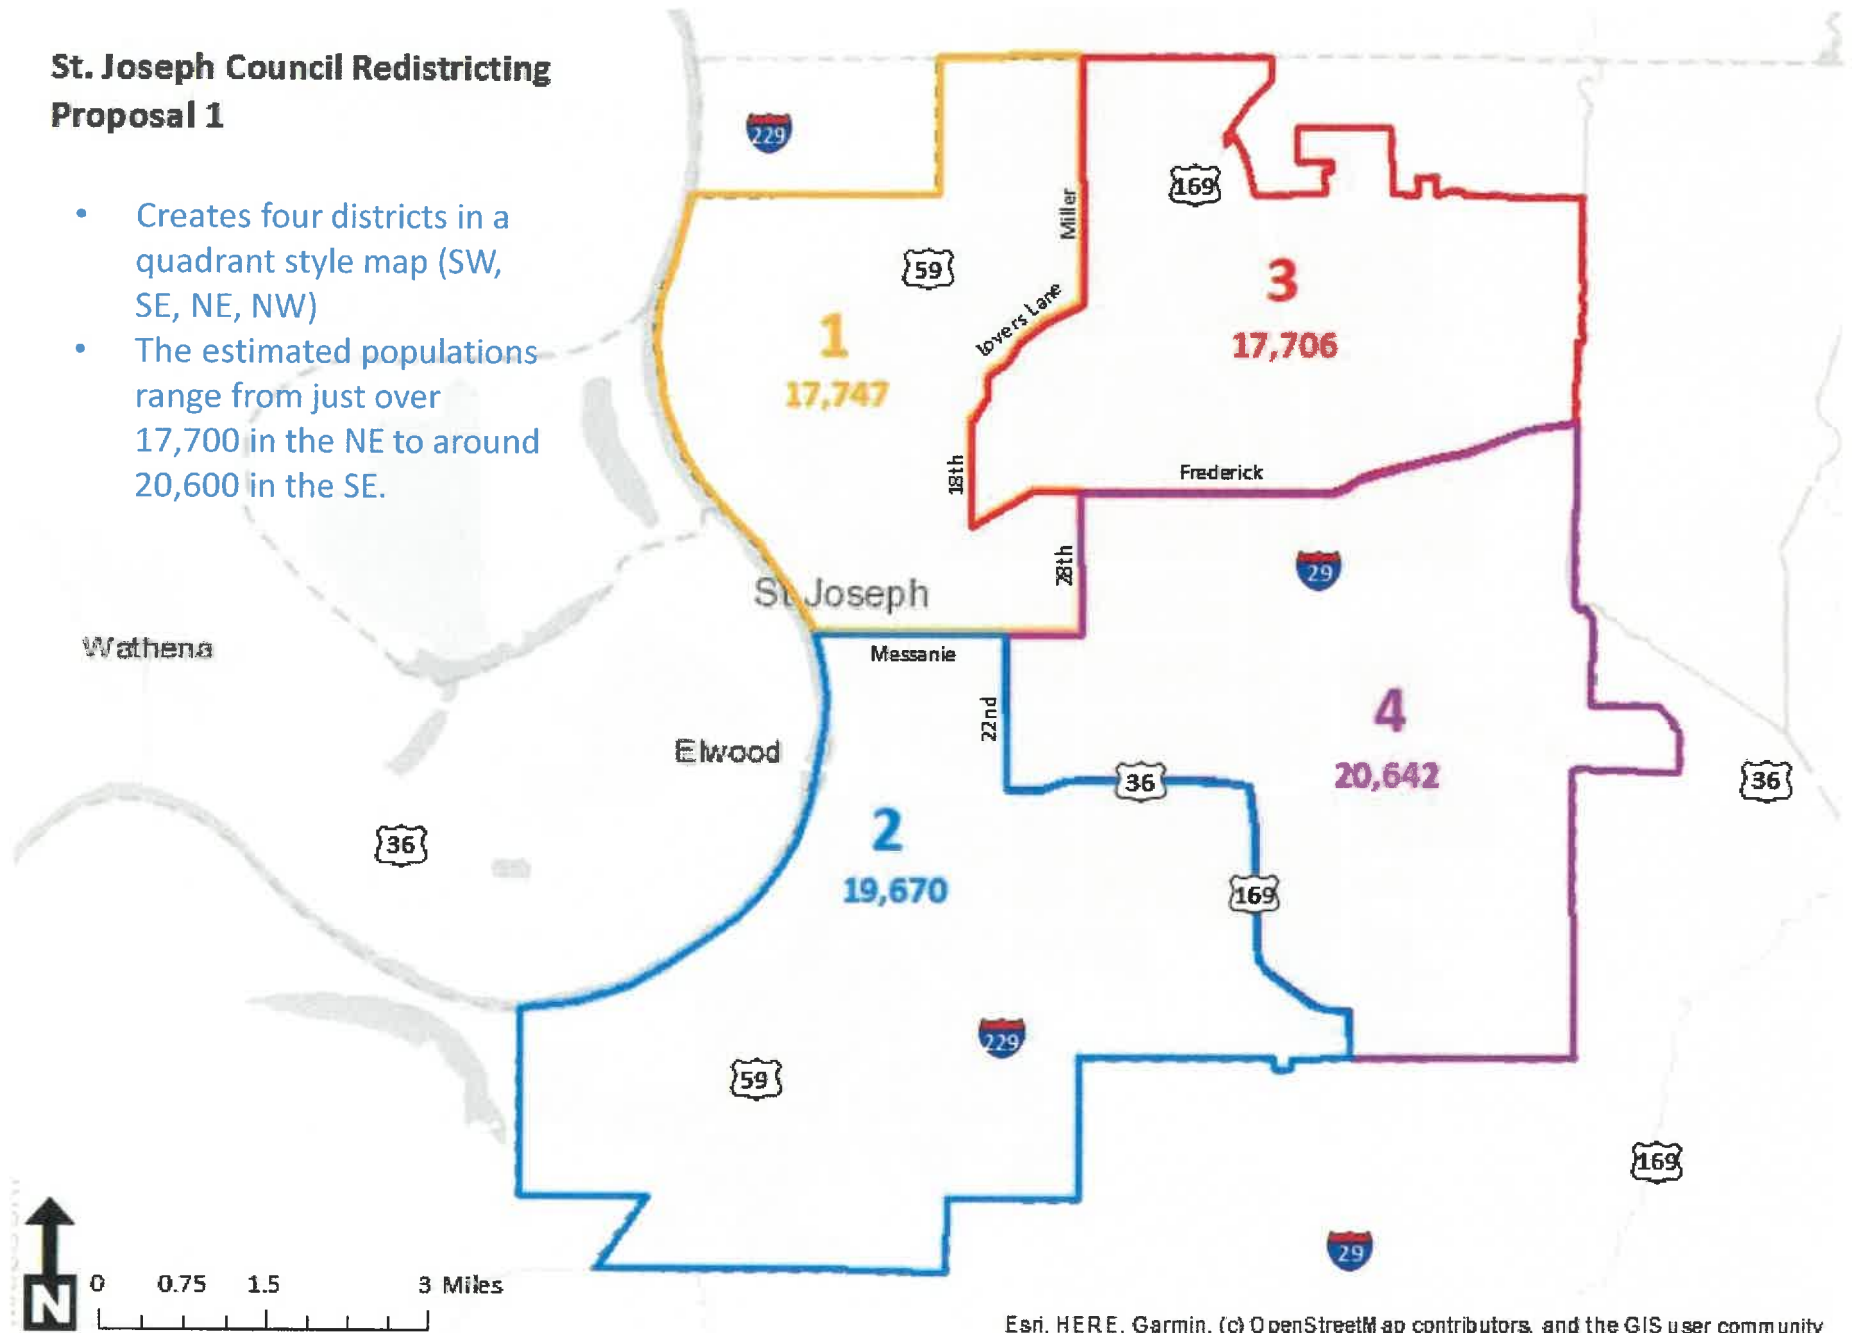 St. Joseph Council Redistricting
Proposal 1
• Creates four districts in a
quadrant style map (SW,
SE, NE, NW)
• The estimated populations
range from just over
17,700 in the NE to around
20,600 in the SE.
229
169
59
Miller
lovers Lane
1
17,747
3
17,706
18th
Frederick
28th
29
St Joseph
Wathena
Messanie
22nd
Elwood
4
20,642
36
36
36
2
19,670
169
229
59
169
29
N
0 0.75 1.5 3 Miles
Esri, HERE, Garmin, (c) OpenStreetMap contributors, and the GIS user community